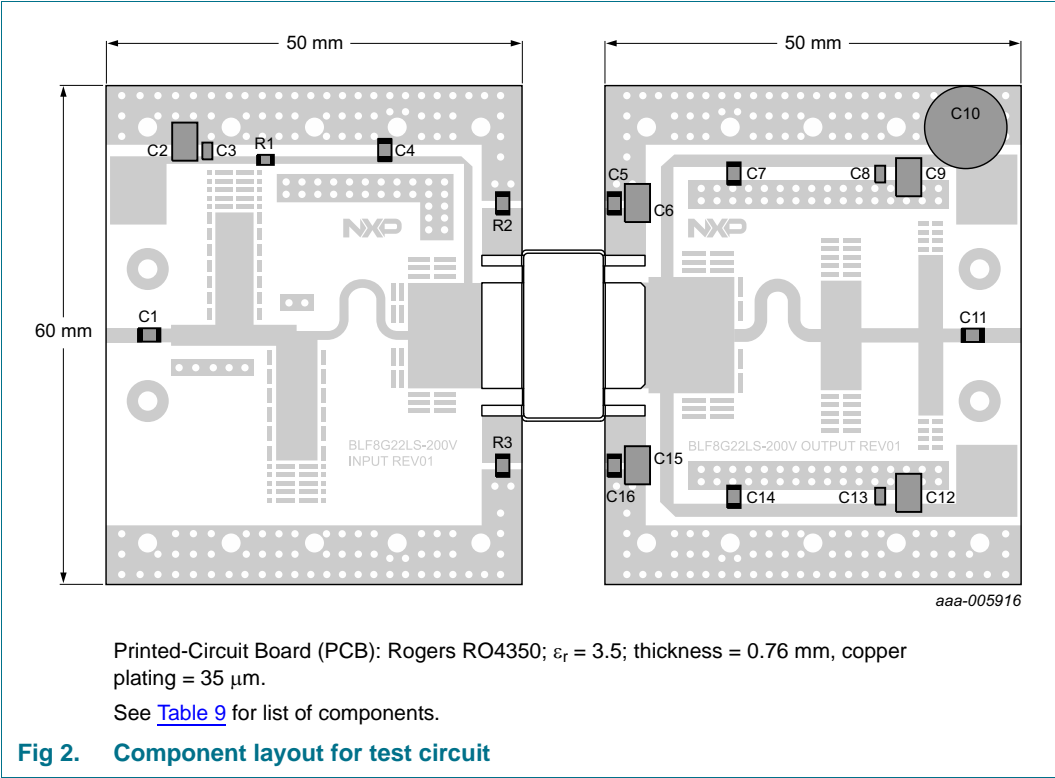 50 mm
50 mm
C10
C2
C3
R1
C4
C7
C8
C9
C5
C6
R2
NXP
NXP
C1
C11
60 mm
R3
C15
BLF8G22LS-200V
INPUT REV01
BLF8G22LS-200V OUTPUT REV01
C16
C14
C13
C12
aaa-005916
Printed-Circuit Board (PCB): Rogers RO4350; εr = 3.5; thickness = 0.76 mm, copper
plating = 35 μm.
See Table 9 for list of components.
Fig 2. Component layout for test circuit